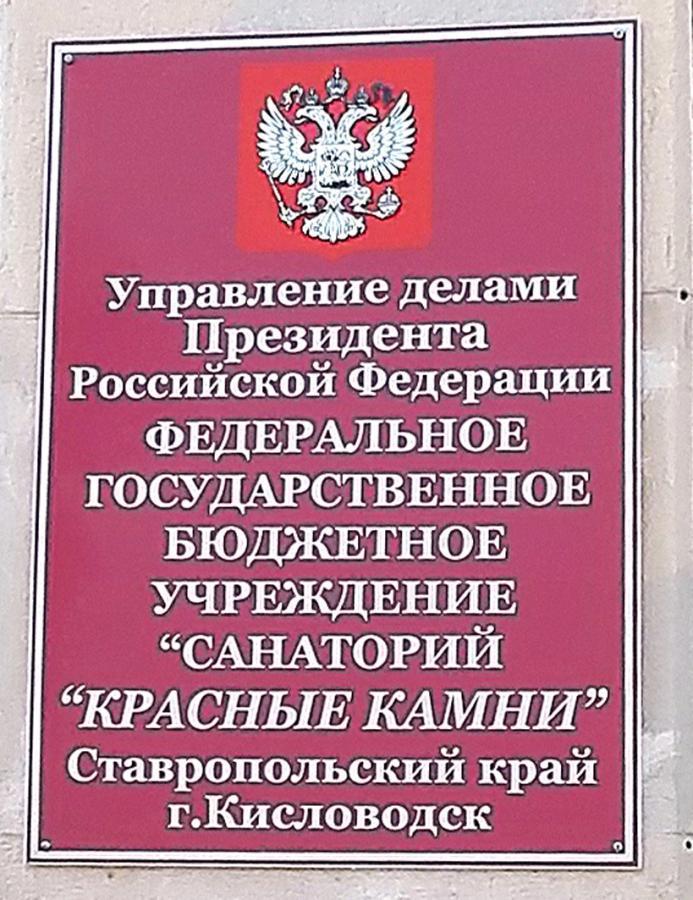 Управление делами
Президента
Российской Федерации
ФЕДЕРАЛЬНОЕ
ГОСУДАРСТВЕННОЕ
БЮДЖЕТНОЕ
УЧРЕЖДЕНИЕ
“САНАТОРИЙ
“КРАСНЫЕ КАМНИ”
Ставропольский край
г.Кисловодск